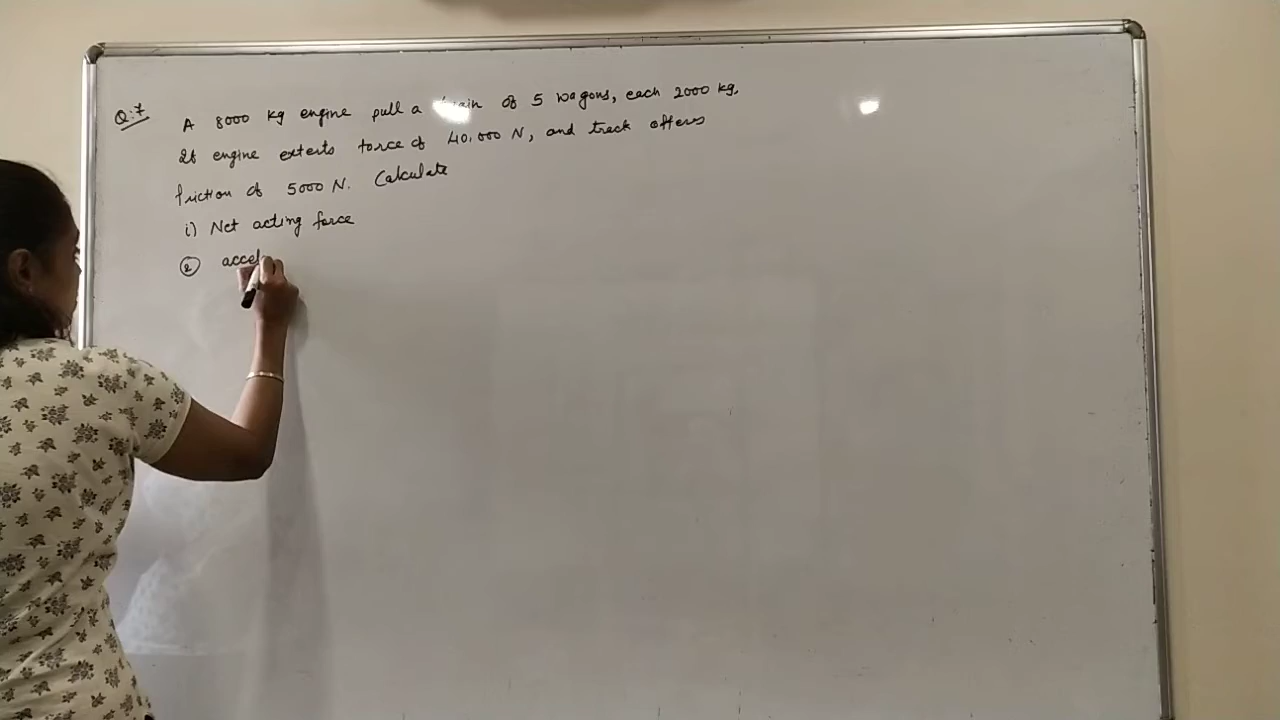 Q:7 A 8000 kg engine pull a train of 5 wagons, each 2000 kg.
If engine exterts force of 40,000 N, and track offers
friction of 5000 N. Calculate
i) Net acting force
② accel